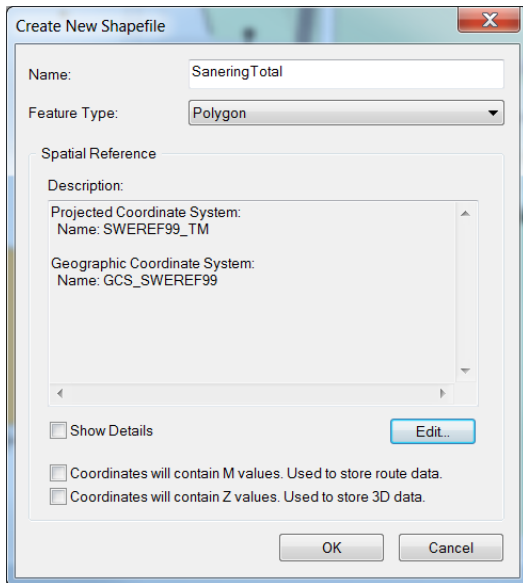 Create New Shapefile
Name: SaneringTotal
Feature Type: Polygon
Spatial Reference
Description:
Projected Coordinate System:
Name: SWEREF99_TM
Geographic Coordinate System:
Name: GCS_SWEREF99
Show Details Edit...
Coordinates will contain M values. Used to store route data.
Coordinates will contain Z values. Used to store 3D data.
OK Cancel